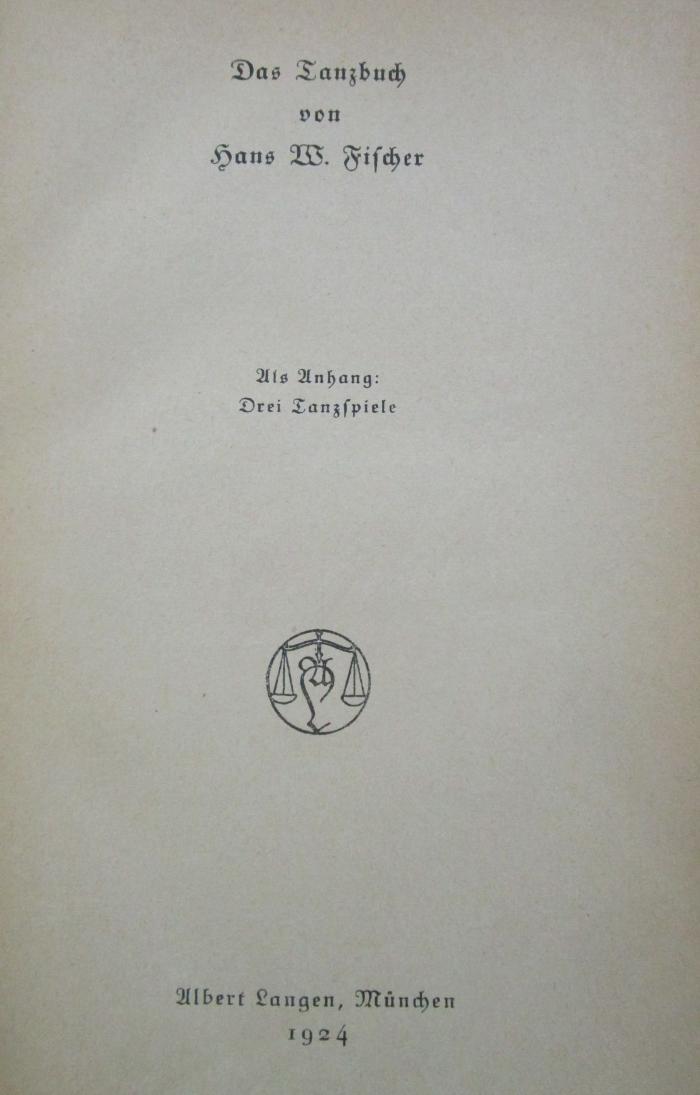 Das Tanzbuch
von
Hans W. Fiſcher
Als Anhang:
Drei Tanzſpiele
Albert Langen, München
1924